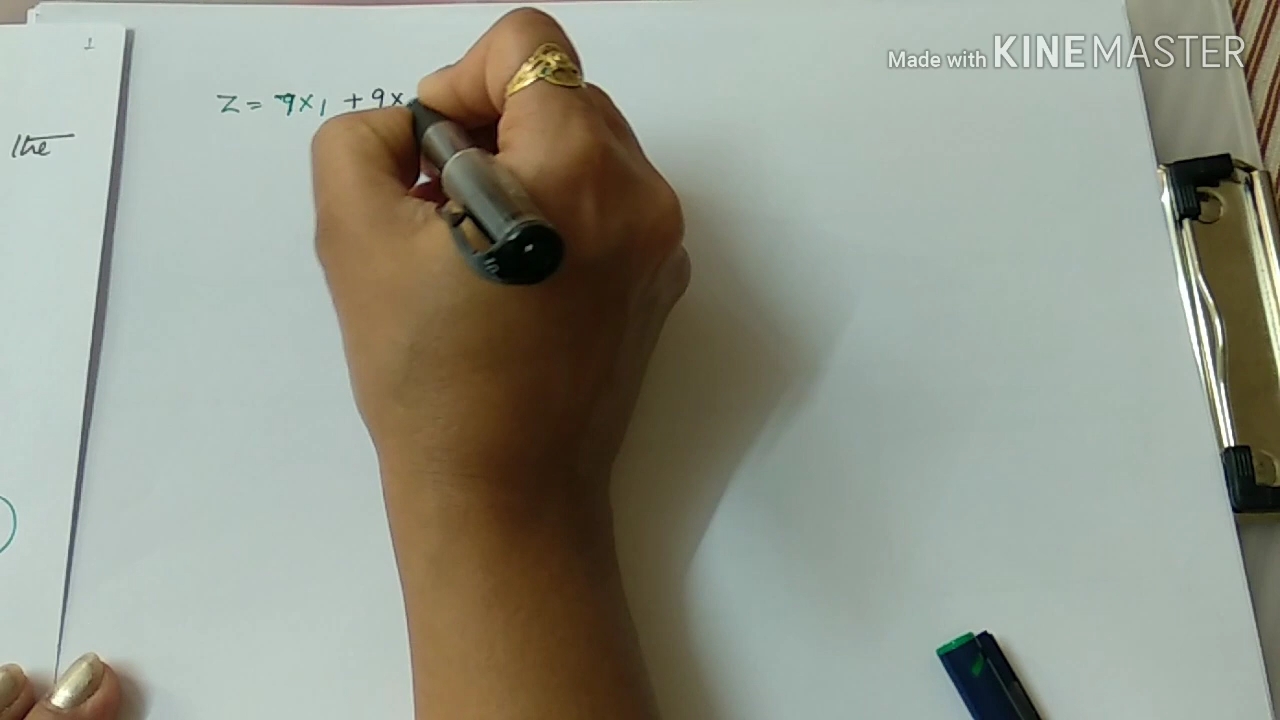 1
Made with KINEMASTER
Z = 7x1 + 9x
the